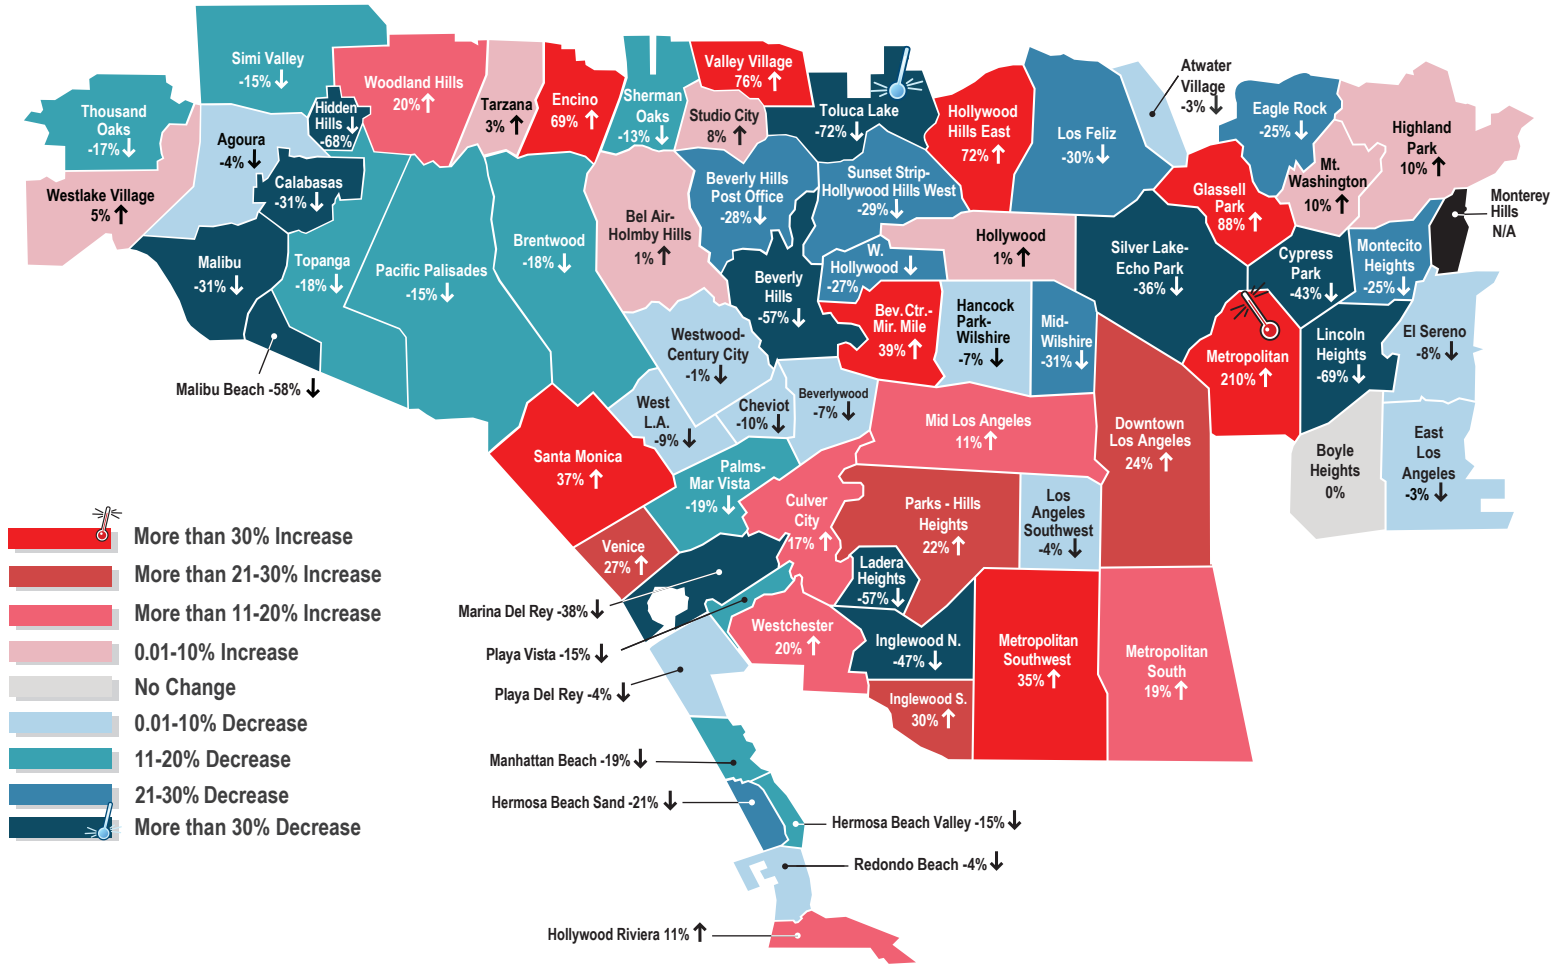 Simi Valley
-15%
Thousand
Oaks
-17%
Hidden
Hills
-68%
Woodland Hills
20%
Tarzana
3%
Encino
69%
Sherman
Oaks
-13%
Valley Village
76%
Studio City
8%
Toluca Lake
-72%
Hollywood
Hills East
72%
Los Feliz
-30%
Atwater
Village
-3%
Eagle Rock
-25%
Highland
Park
10%
Mt.
Washington
10%
Glassell
Park
88%
Monterey
Hills
N/A
Agoura
-4%
Westlake Village
5%
Calabasas
-31%
Malibu
-31%
Topanga
-18%
Malibu Beach -58%
Pacific Palisades
-15%
Brentwood
-18%
Bel Air-
Holmby Hills
1%
Beverly Hills
Post Office
-28%
Sunset Strip-
Hollywood Hills West
-29%
W.
Hollywood
-27%
Hollywood
1%
Silver Lake-
Echo Park
-36%
Cypress
Park
-43%
Montecito
Heights
-25%
Beverly
Hills
-57%
Bev.Ctr.-
Mir. Mile
39%
Hancock
Park-
Wilshire
-7%
Mid-
Wilshire
-31%
Metropolitan
210%
Lincoln
Heights
-69%
El Sereno
-8%
Westwood-
Century City
-1%
West
L.A.
-9%
Cheviot
-10%
Beverlywood
-7%
Mid Los Angeles
11%
Downtown
Los Angeles
24%
Boyle
Heights
0%
East
Los
Angeles
-3%
Santa Monica
37%
Palms-
Mar Vista
-19%
Culver
City
17%
Parks - Hills
Heights
22%
Los
Angeles
Southwest
-4%
Venice
27%
Ladera
Heights
-57%
Marina Del Rey -38%
Playa Vista -15%
Playa Del Rey -4%
Westchester
20%
Inglewood N.
-47%
Inglewood S.
30%
Metropolitan
Southwest
35%
Metropolitan
South
19%
Manhattan Beach -19%
Hermosa Beach Sand -21%
Hermosa Beach Valley -15%
Redondo Beach -4%
Hollywood Riviera 11%
More than 30% Increase
More than 21-30% Increase
More than 11-20% Increase
0.01-10% Increase
No Change
0.01-10% Decrease
11-20% Decrease
21-30% Decrease
More than 30% Decrease